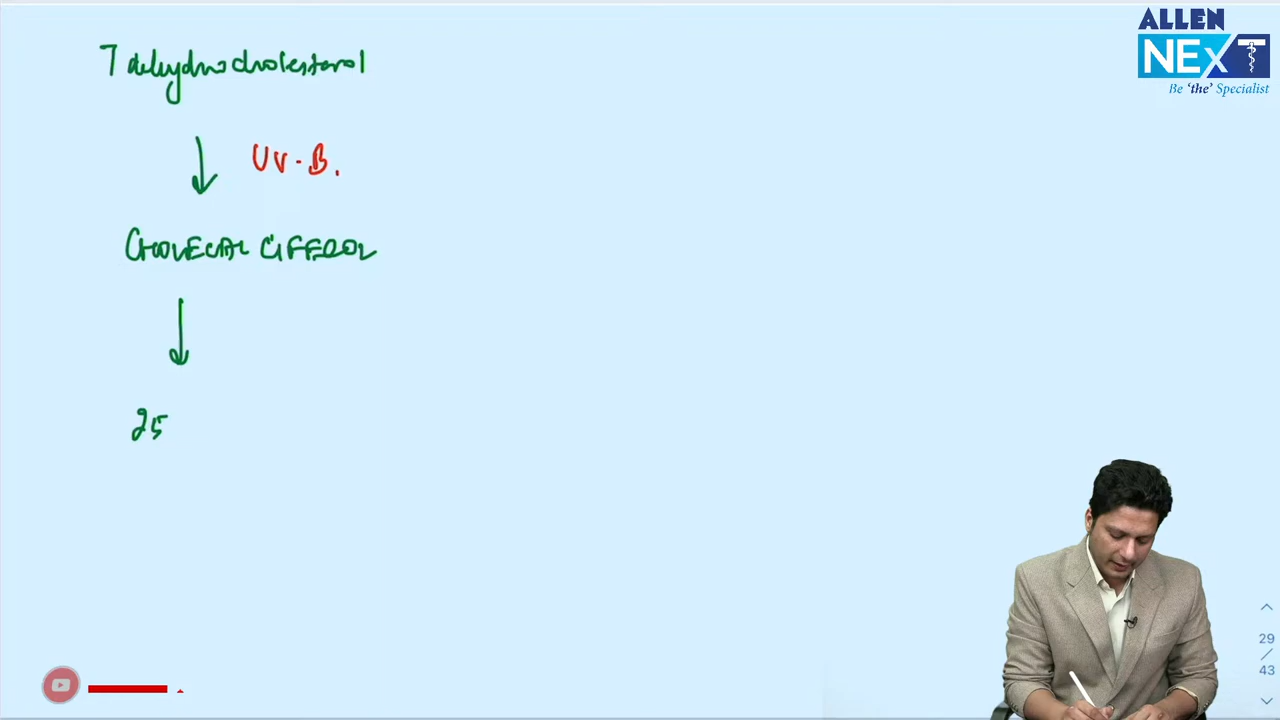 ALLEN
NEXT
Be 'the' Specialist
7 dehydrocholesterol
UV-B.
CHOLECALCIFEROL
25
29
/
43